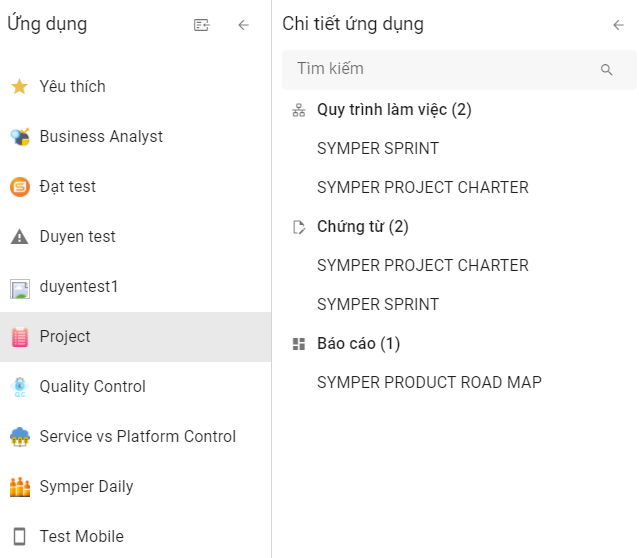 Ứng dụng
Yêu thích
Business Analyst
Đạt test
Duyen test
duyentest1
Project
Quality Control
Service vs Platform Control
Symper Daily
Test Mobile
Chi tiết ứng dụng
Tìm kiếm
Quy trình làm việc (2)
SYMPER SPRINT
SYMPER PROJECT CHARTER
Chứng từ (2)
SYMPER PROJECT CHARTER
SYMPER SPRINT
Báo cáo (1)
SYMPER PRODUCT ROAD MAP